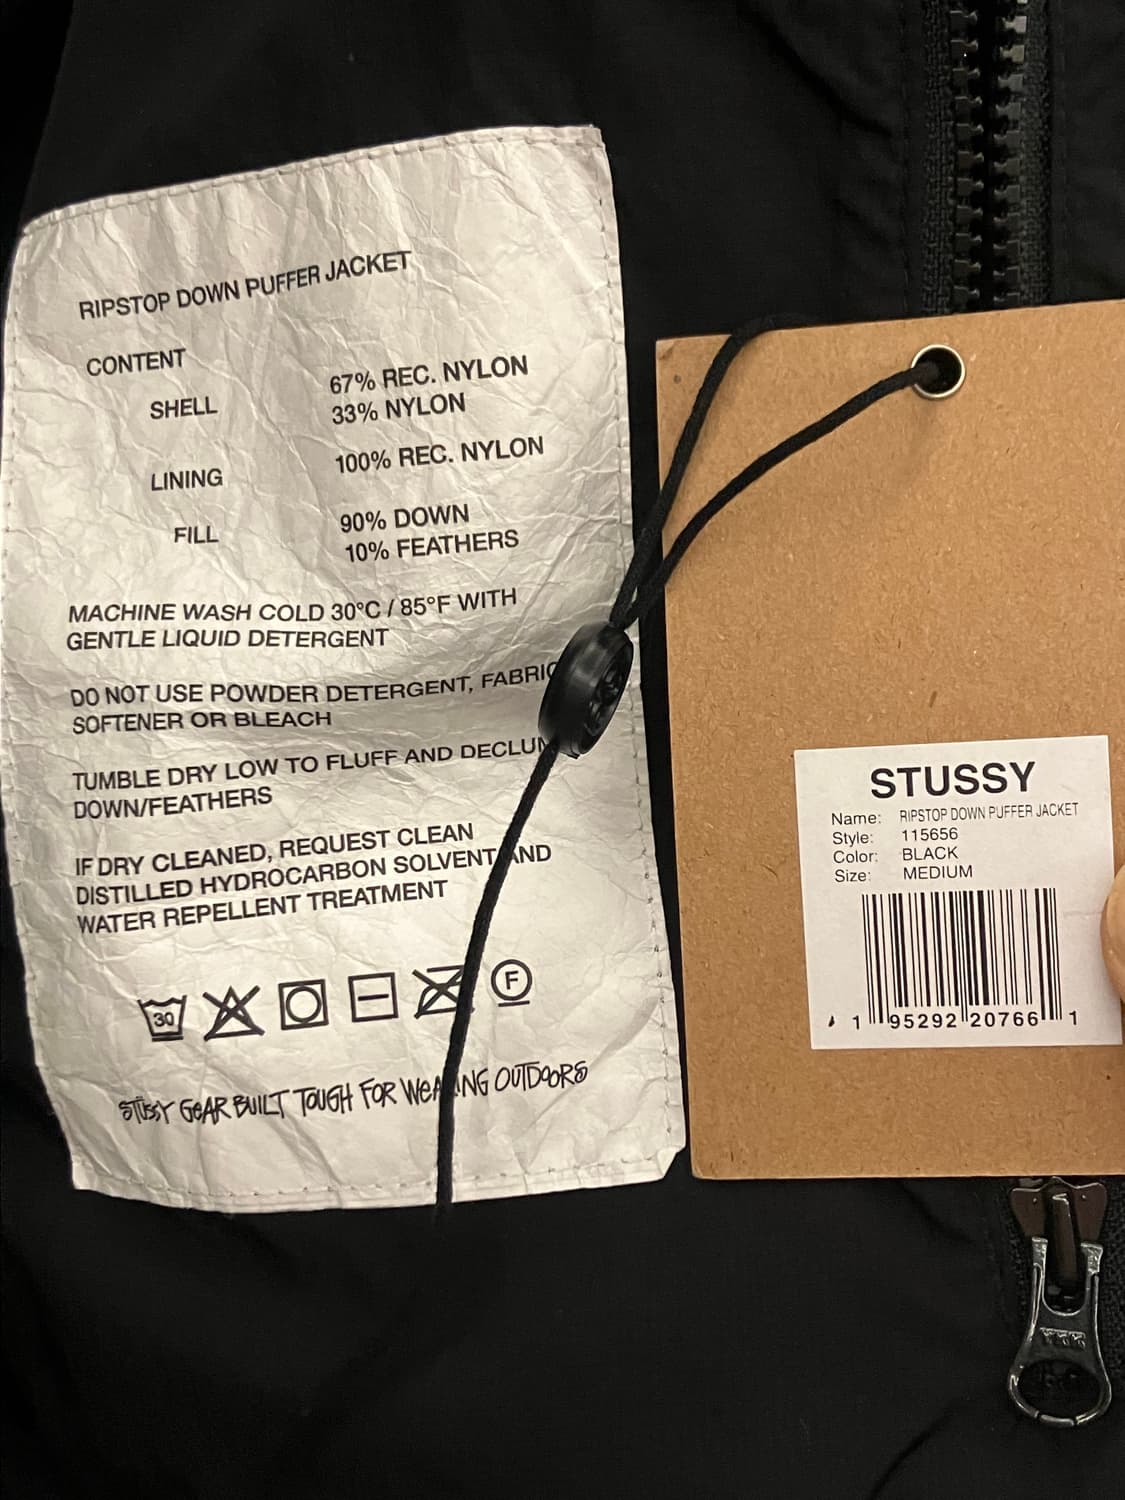 RIPSTOP DOWN PUFFER JACKET
CONTENT
SHELL 67% REC. NYLON
33% NYLON
LINING 100% REC. NYLON
FILL 90% DOWN
10% FEATHERS
MACHINE WASH COLD 30°C / 85°F WITH
GENTLE LIQUID DETERGENT
DO NOT USE POWDER DETERGENT, FABRIC
SOFTENER OR BLEACH
TUMBLE DRY LOW TO FLUFF AND DECLUM
DOWN/FEATHERS
IF DRY CLEANED, REQUEST CLEAN
DISTILLED HYDROCARBON SOLVENT AND
WATER REPELLENT TREATMENT
30 F
STÜSSY GEAR BUILT TOUGH FOR WEARING OUTDOORS
STUSSY
Name: RIPSTOP DOWN PUFFER JACKET
Style: 115656
Color: BLACK
Size: MEDIUM
1 95292 20766 1
YKK